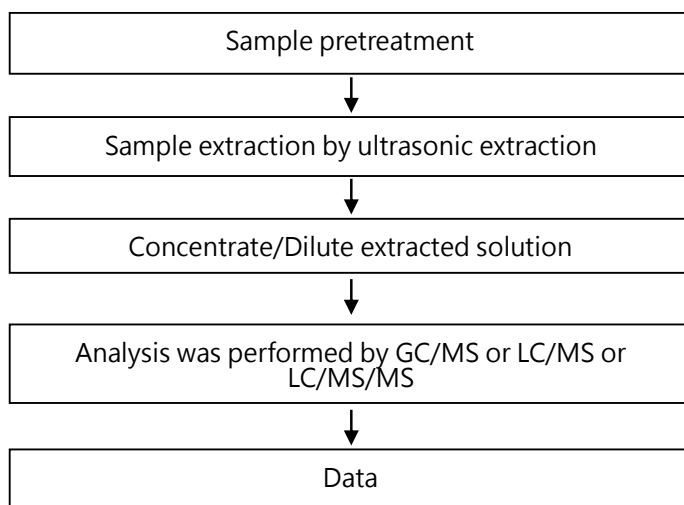 Sample pretreatment
Sample extraction by ultrasonic extraction
Concentrate/Dilute extracted solution
Analysis was performed by GC/MS or LC/MS or
LC/MS/MS
Data